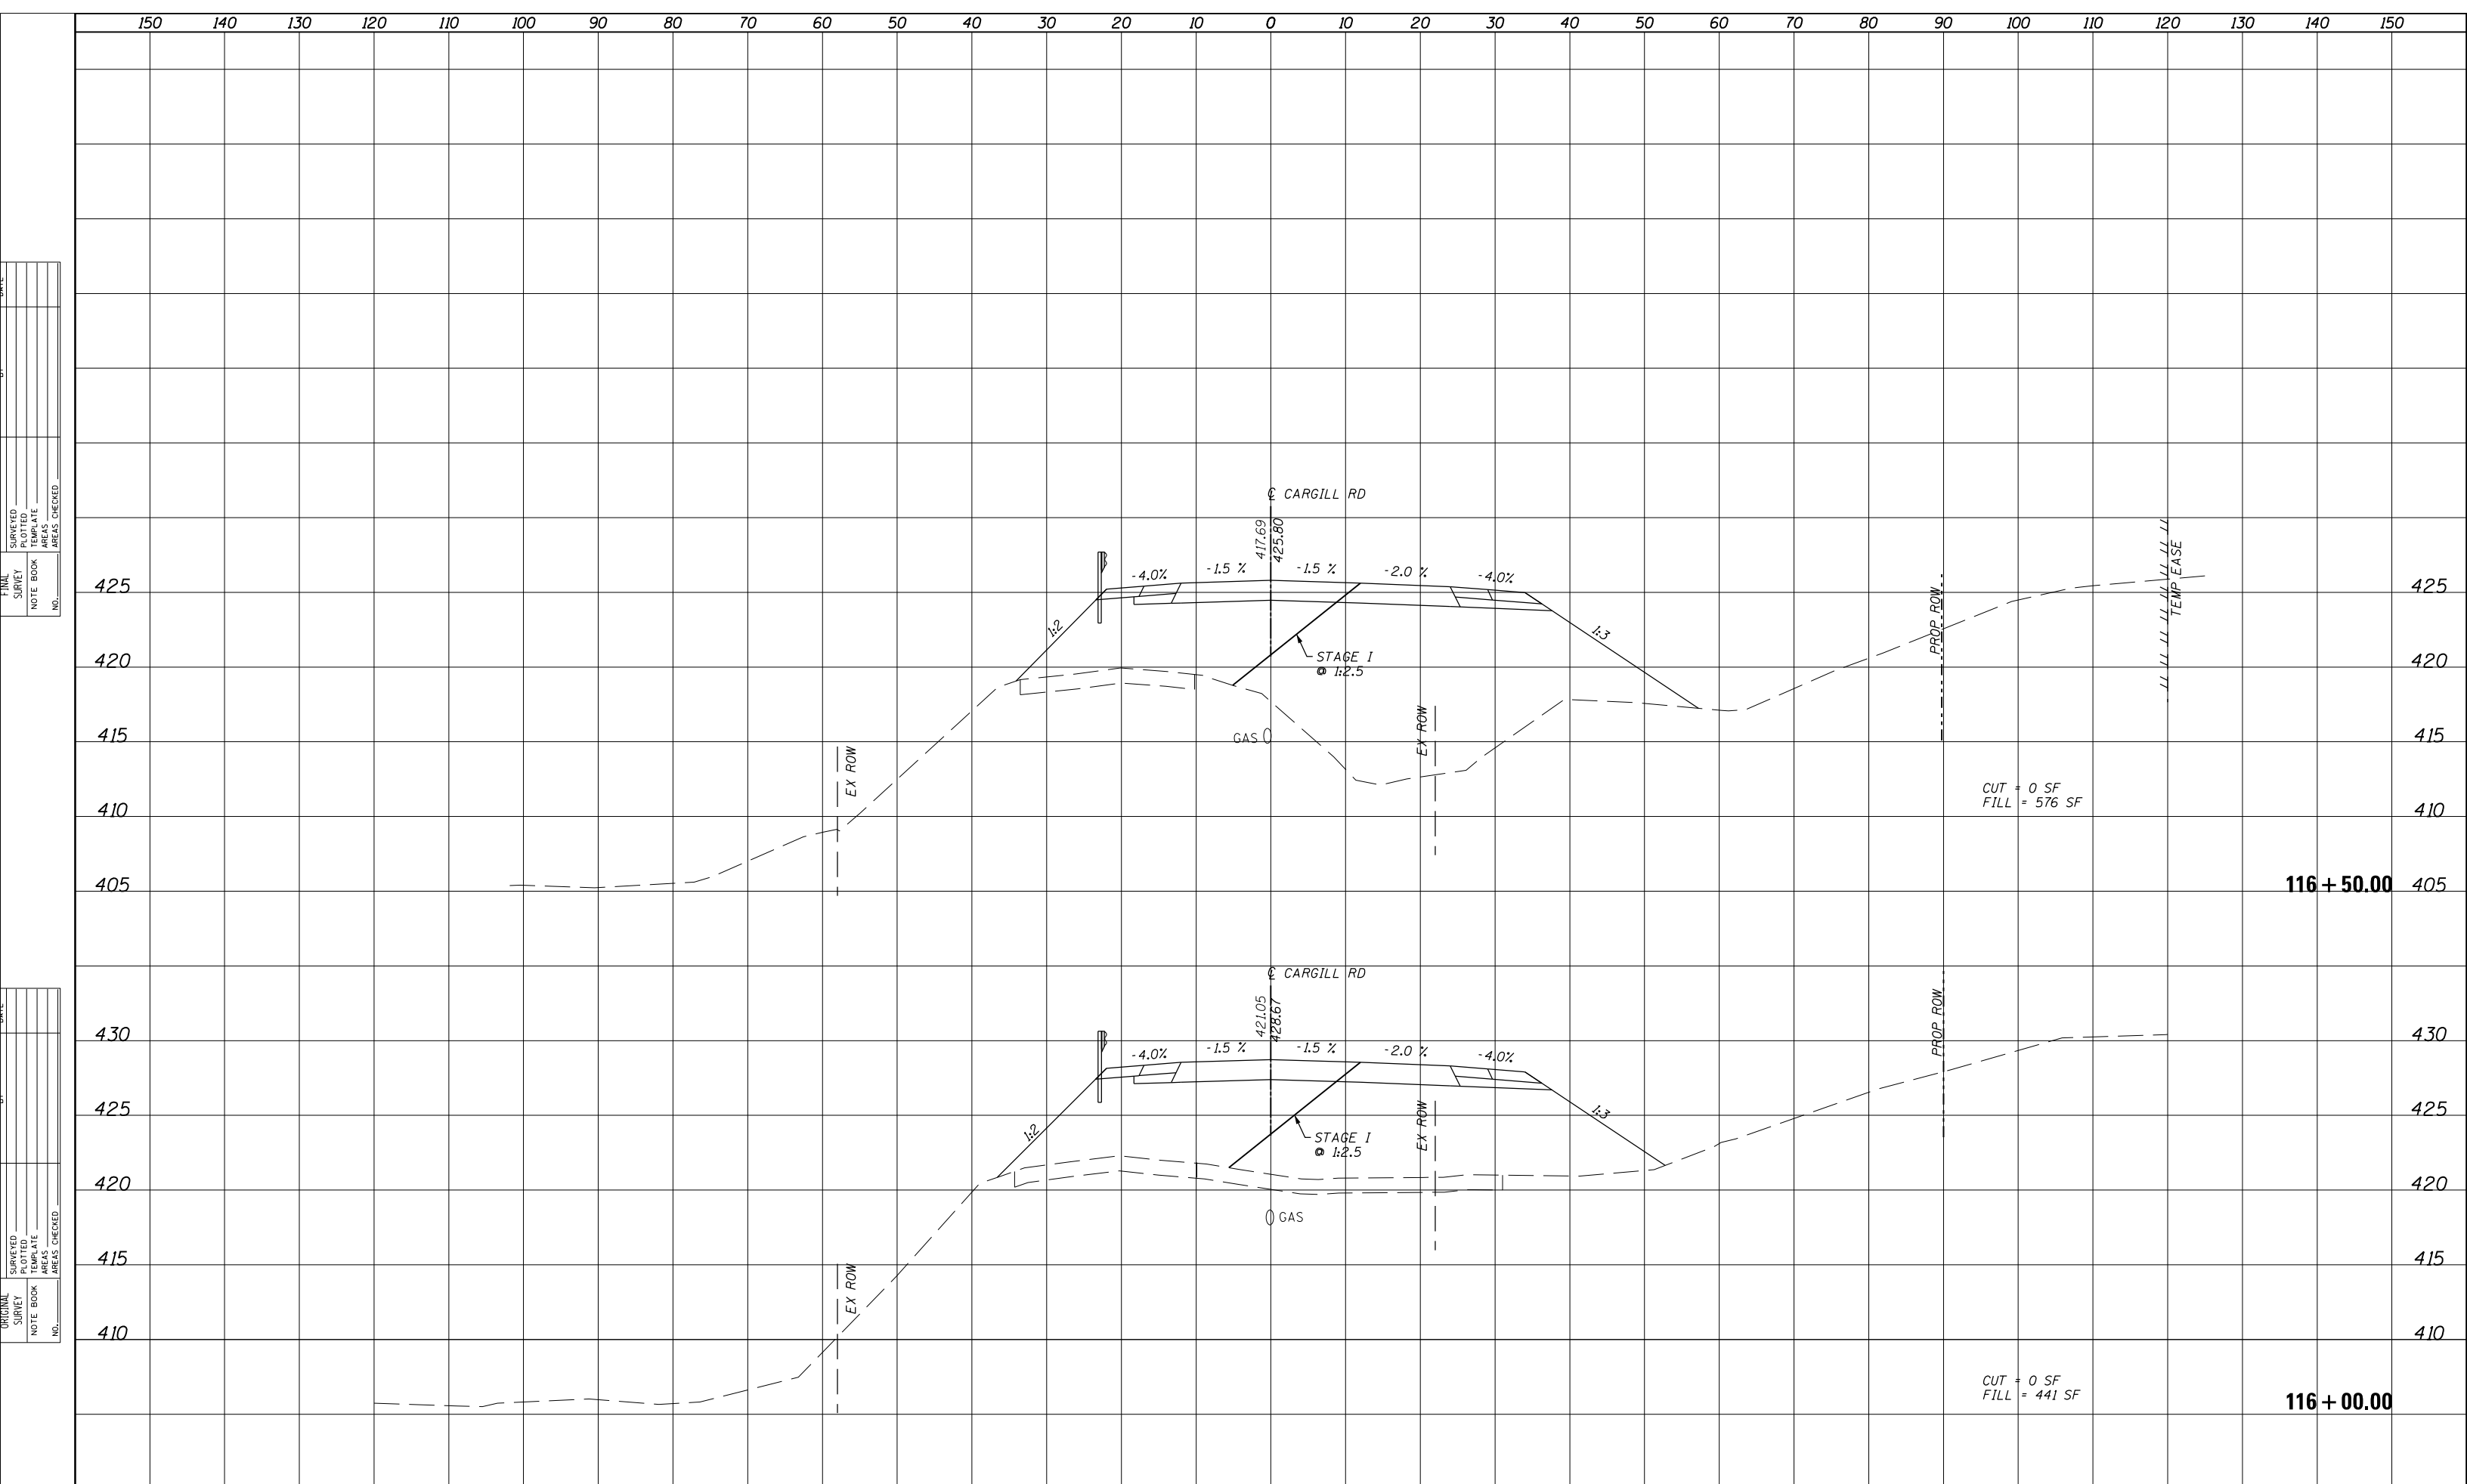 150 140 130 120 110 100 90 80 70 60 50 40 30 20 10 0 10 20 30 40 50 60 70 80 90 100 110 120 130 140 150
SURVEYED
PLOTTED
TEMPLATE
AREAS
AREAS CHECKED
FINAL
SURVEY
NOTE BOOK
NO.
℄ CARGILL RD
417.69
425.80
-4.0%
-1.5 %
-1.5 %
-2.0 %
-4.0%
1:2
1:3
STAGE I
@ 1:2.5
GAS
EX ROW
EX ROW
PROP ROW
TEMP EASE
425 425
420 420
415 415
410 410
405 405
CUT = 0 SF
FILL = 576 SF
116 + 50.00
SURVEYED
PLOTTED
TEMPLATE
AREAS
AREAS CHECKED
ORIGINAL
SURVEY
NOTE BOOK
NO.
℄ CARGILL RD
421.05
428.67
-4.0%
-1.5 %
-1.5 %
-2.0 %
-4.0%
1:2
1:3
STAGE I
@ 1:2.5
GAS
EX ROW
EX ROW
PROP ROW
430 430
425 425
420 420
415 415
410 410
CUT = 0 SF
FILL = 441 SF
116 + 00.00